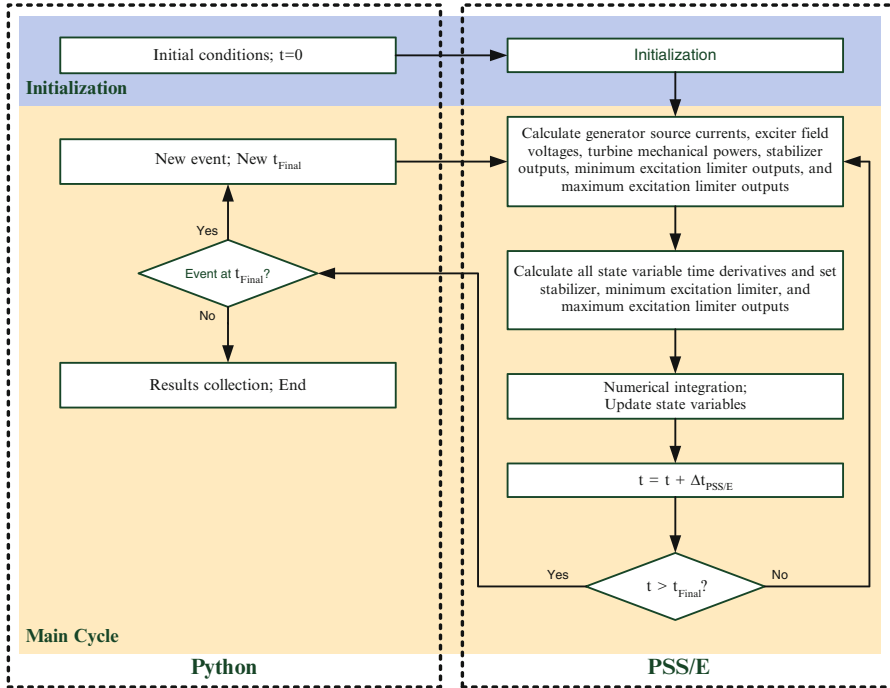 Initial conditions; t=0
Initialization
Initialization
Calculate generator source currents, exciter field
voltages, turbine mechanical powers, stabilizer
outputs, minimum excitation limiter outputs, and
maximum excitation limiter outputs
New event; New tFinal
Yes
Event at tFinal?
No
Calculate all state variable time derivatives and set
stabilizer, minimum excitation limiter, and
maximum excitation limiter outputs
Results collection; End
Numerical integration;
Update state variables
t = t + ΔtPSS/E
Yes
t > tFinal?
No
Main Cycle
Python
PSS/E